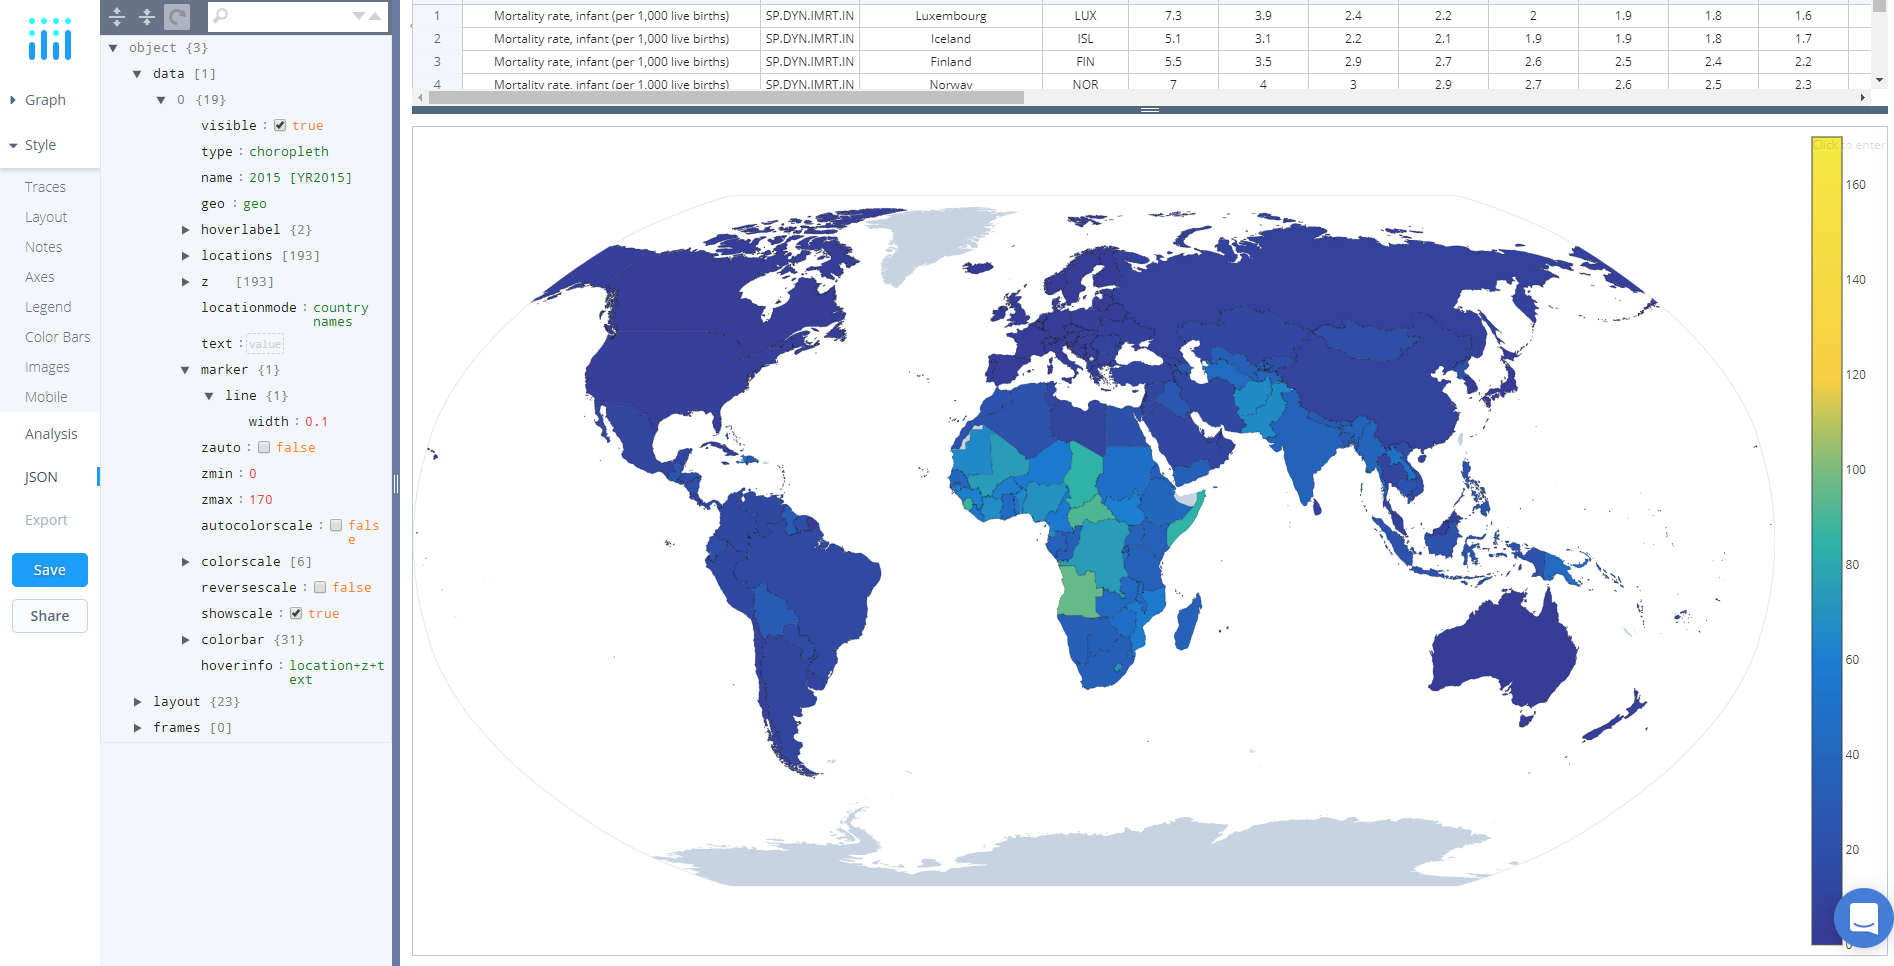 Graph
Style
Traces
Layout
Notes
Axes
Legend
Color Bars
Images
Mobile
Analysis
JSON
Export
Save
Share
object {3}
data [1]
0 {19}
visible : true
type : choropleth
name : 2015 [YR2015]
geo : geo
hoverlabel {2}
locations [193]
z [193]
locationmode : country
names
text : value
marker {1}
line {1}
width : 0.1
zauto : false
zmin : 0
zmax : 170
autocolorscale : fals
e
colorscale [6]
reversescale : false
showscale : true
colorbar {31}
hoverinfo : location+z+t
ext
layout {23}
frames [0]
1 Mortality rate, infant (per 1,000 live births) SP.DYN.IMRT.IN Luxembourg LUX 7.3 3.9 2.4 2.2 2 1.9 1.8 1.6
2 Mortality rate, infant (per 1,000 live births) SP.DYN.IMRT.IN Iceland ISL 5.1 3.1 2.2 2.1 1.9 1.9 1.8 1.7
3 Mortality rate, infant (per 1,000 live births) SP.DYN.IMRT.IN Finland FIN 5.5 3.5 2.9 2.7 2.6 2.5 2.4 2.2
4 Mortality rate, infant (per 1,000 live births) SP.DYN.IMRT.IN Norway NOR 7 4 3 2.9 2.7 2.6 2.5 2.3
Click to enter
160
140
120
100
80
60
40
20
0